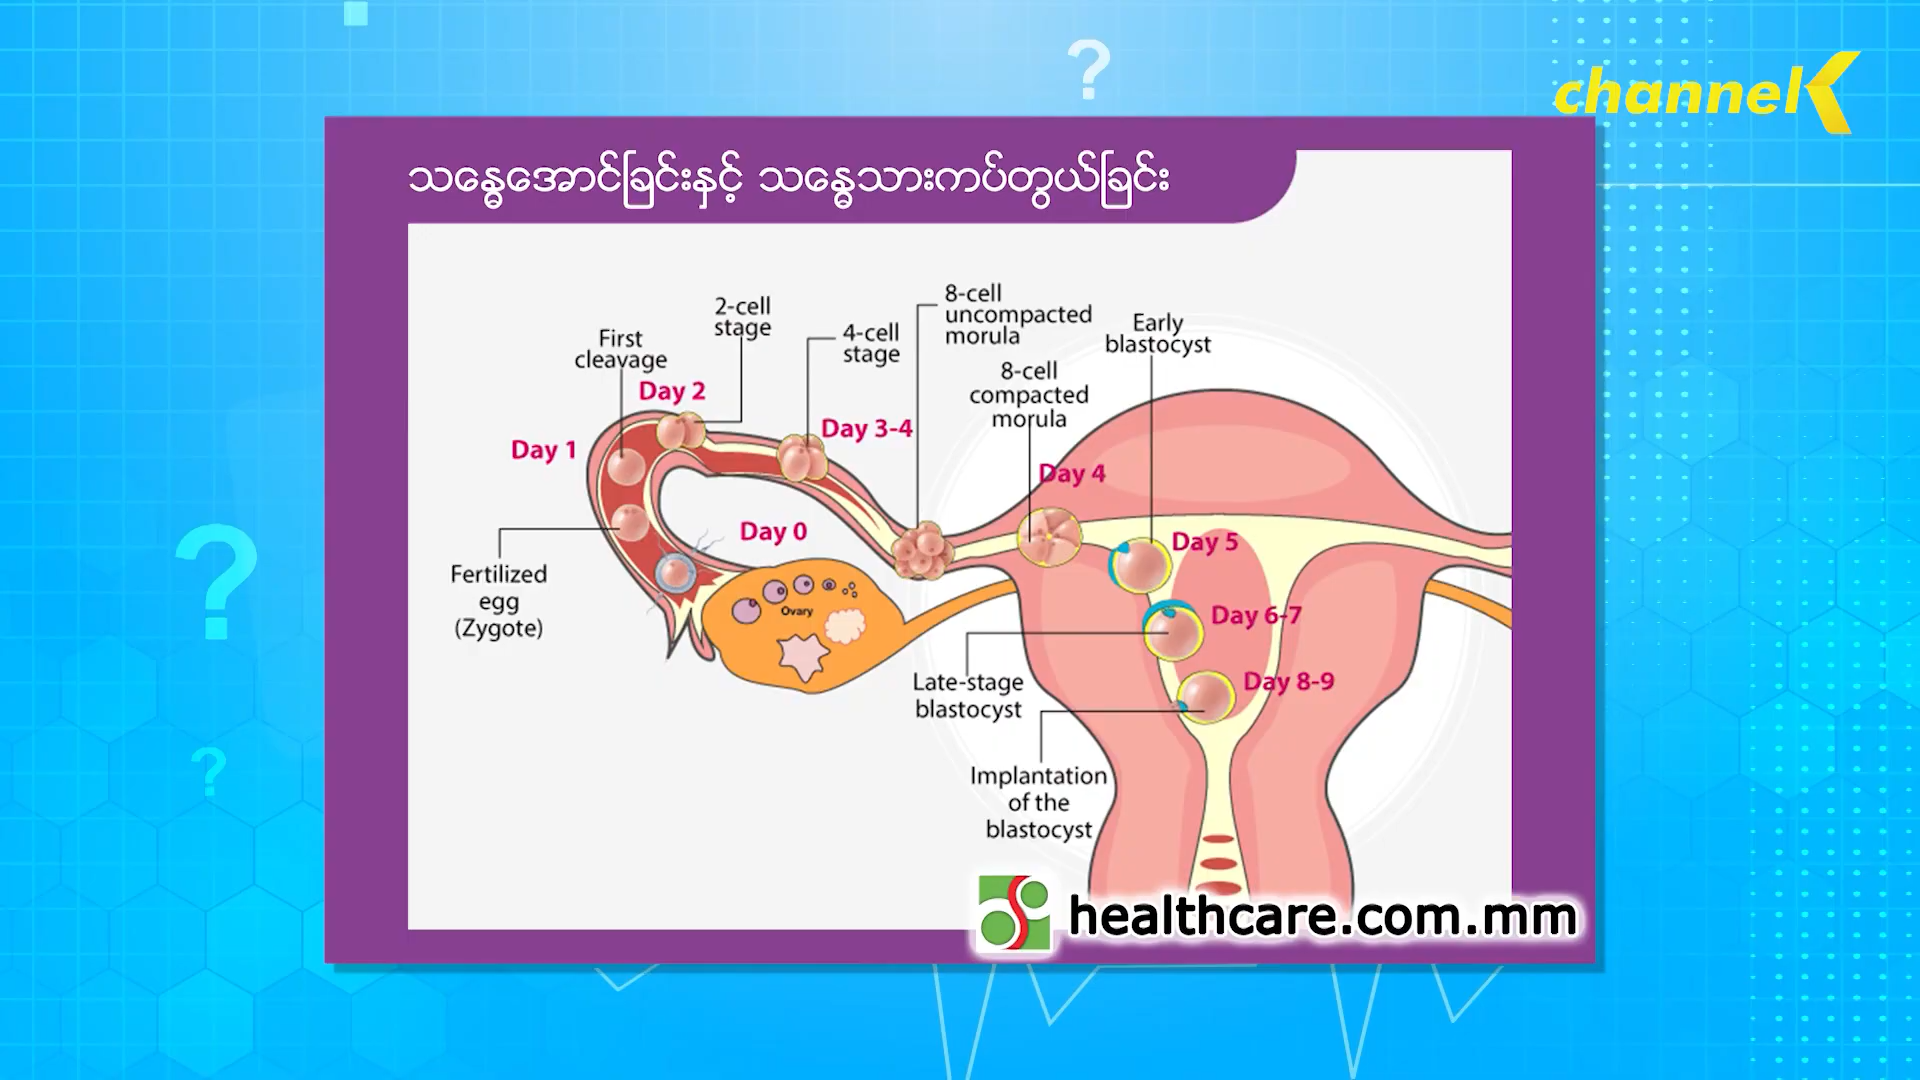 channelK
သန္ဓေအောင်ခြင်းနှင့် သန္ဓေသားကပ်တွယ်ခြင်း
First
cleavage
2-cell
stage
4-cell
stage
8-cell
uncompacted
morula
8-cell
compacted
morula
Early
blastocyst
Day 1
Day 2
Day 3-4
Day 4
Day 0
Day 5
Day 6-7
Day 8-9
Fertilized
egg
(Zygote)
Ovary
Late-stage
blastocyst
Implantation
of the
blastocyst
healthcare.com.mm